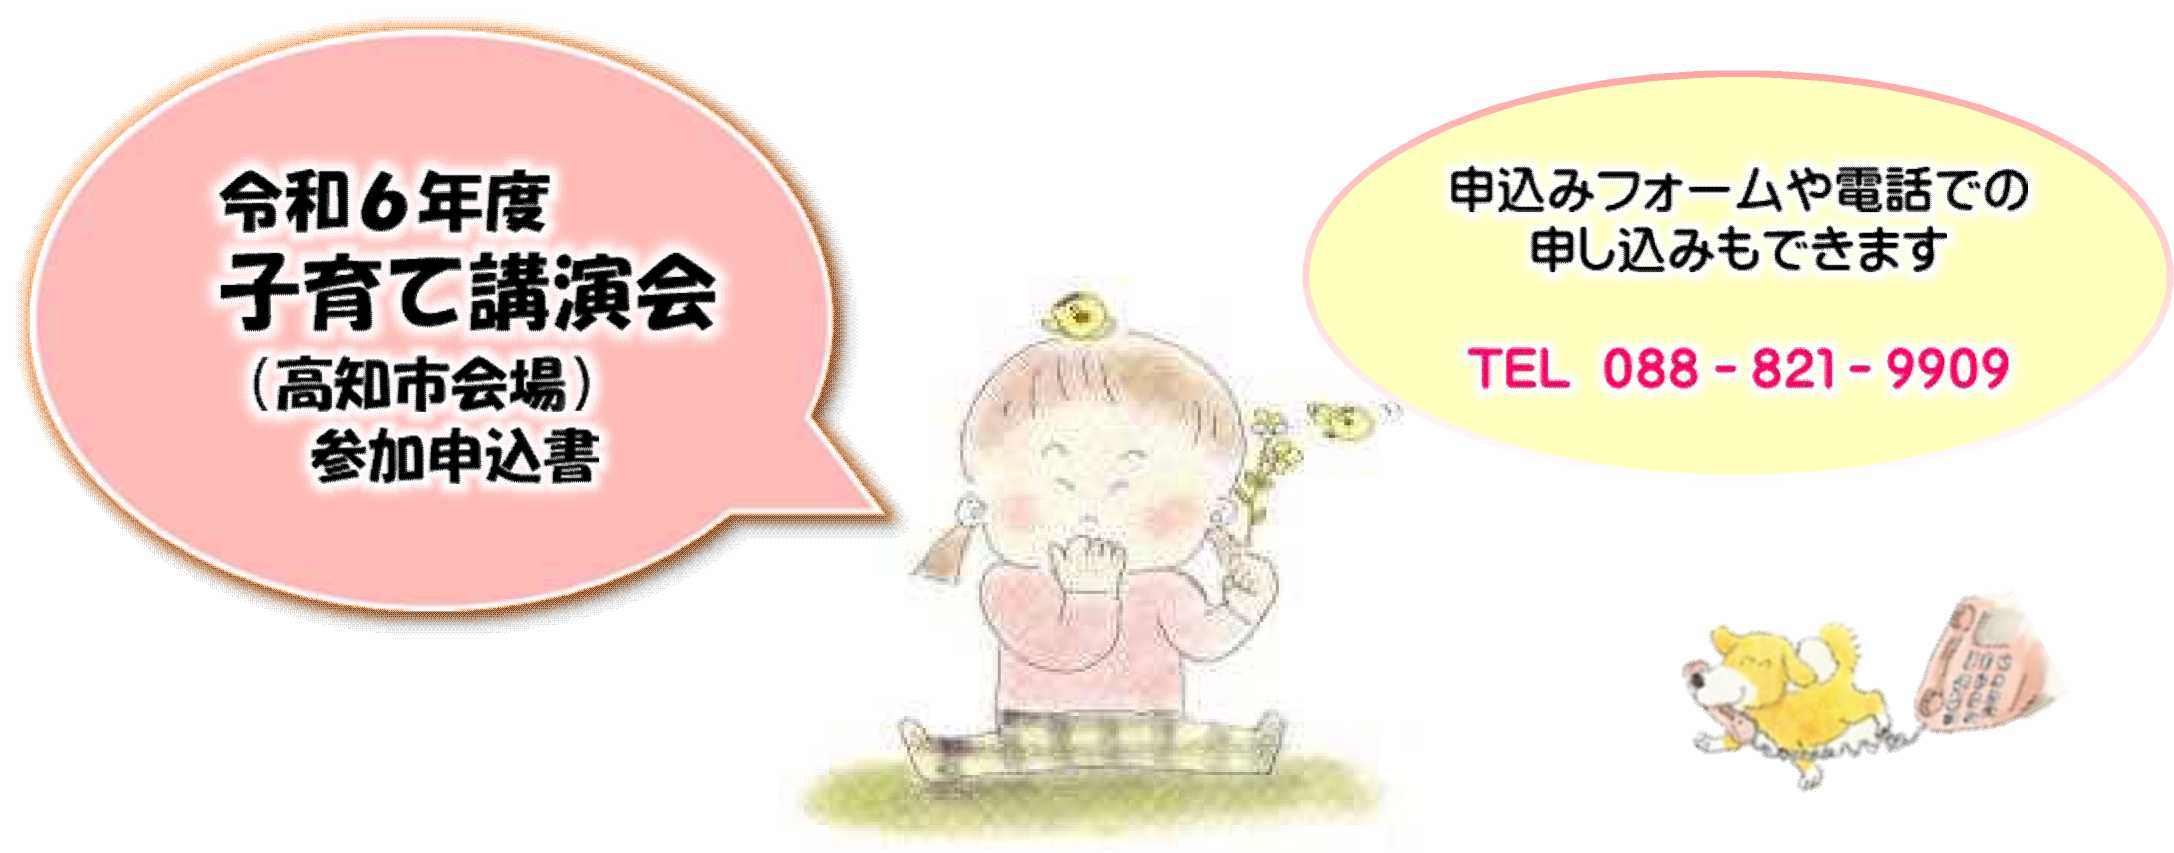 令和６年度
子育て講演会
（高知市会場）
参加申込書
申込みフォームや電話での
申し込みもできます
TEL 088-821-9909